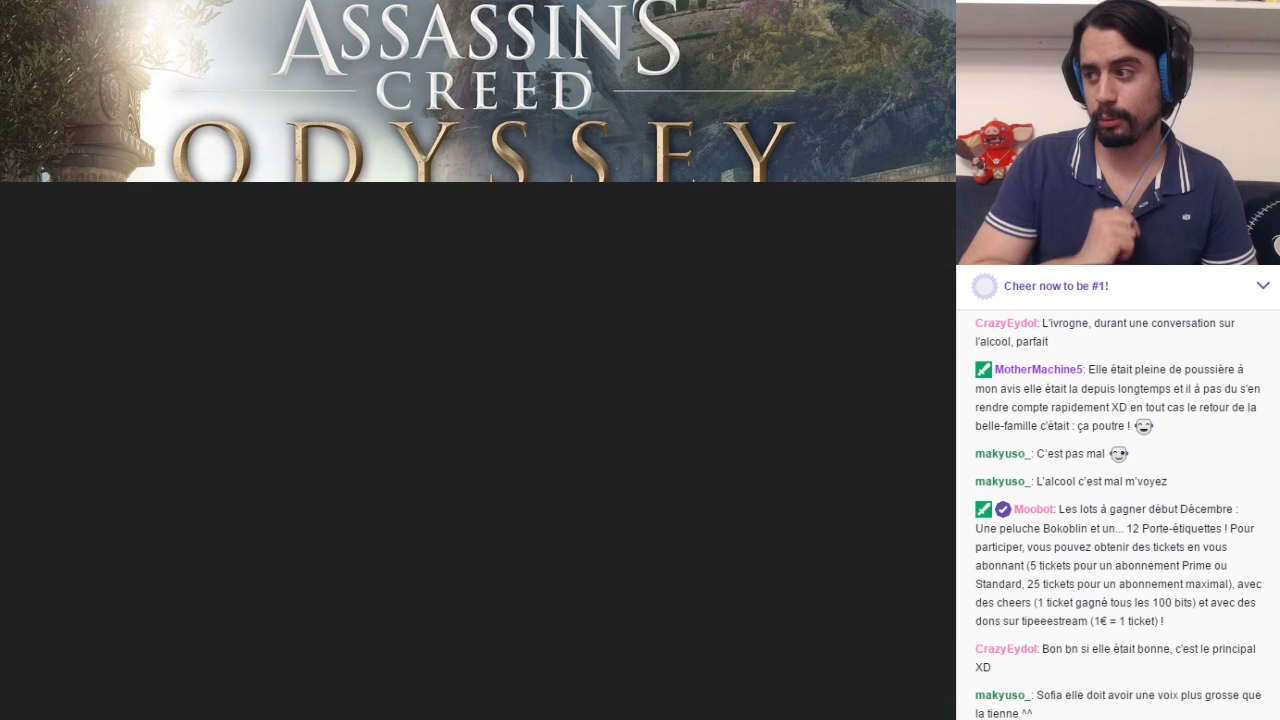 ASSASSIN'S
CREED
ODYSSEY
Cheer now to be #1!
CrazyEydol: L'ivrogne, durant une conversation sur
l'alcool, parfait
MotherMachine5: Elle était pleine de poussière à
mon avis elle était la depuis longtemps et il à pas du s'en
rendre compte rapidement XD en tout cas le retour de la
belle-famille c'était : ça poutre !
makyuso_: C'est pas mal
makyuso_: L'alcool c'est mal m'voyez
Moobot: Les lots à gagner début Décembre :
Une peluche Bokoblin et un... 12 Porte-étiquettes ! Pour
participer, vous pouvez obtenir des tickets en vous
abonnant (5 tickets pour un abonnement Prime ou
Standard, 25 tickets pour un abonnement maximal), avec
des cheers (1 ticket gagné tous les 100 bits) et avec des
dons sur tipeeestream (1€ = 1 ticket) !
CrazyEydol: Bon bn si elle était bonne, c'est le principal
XD
makyuso_: Sofia elle doit avoir une voix plus grosse que
la tienne ^^